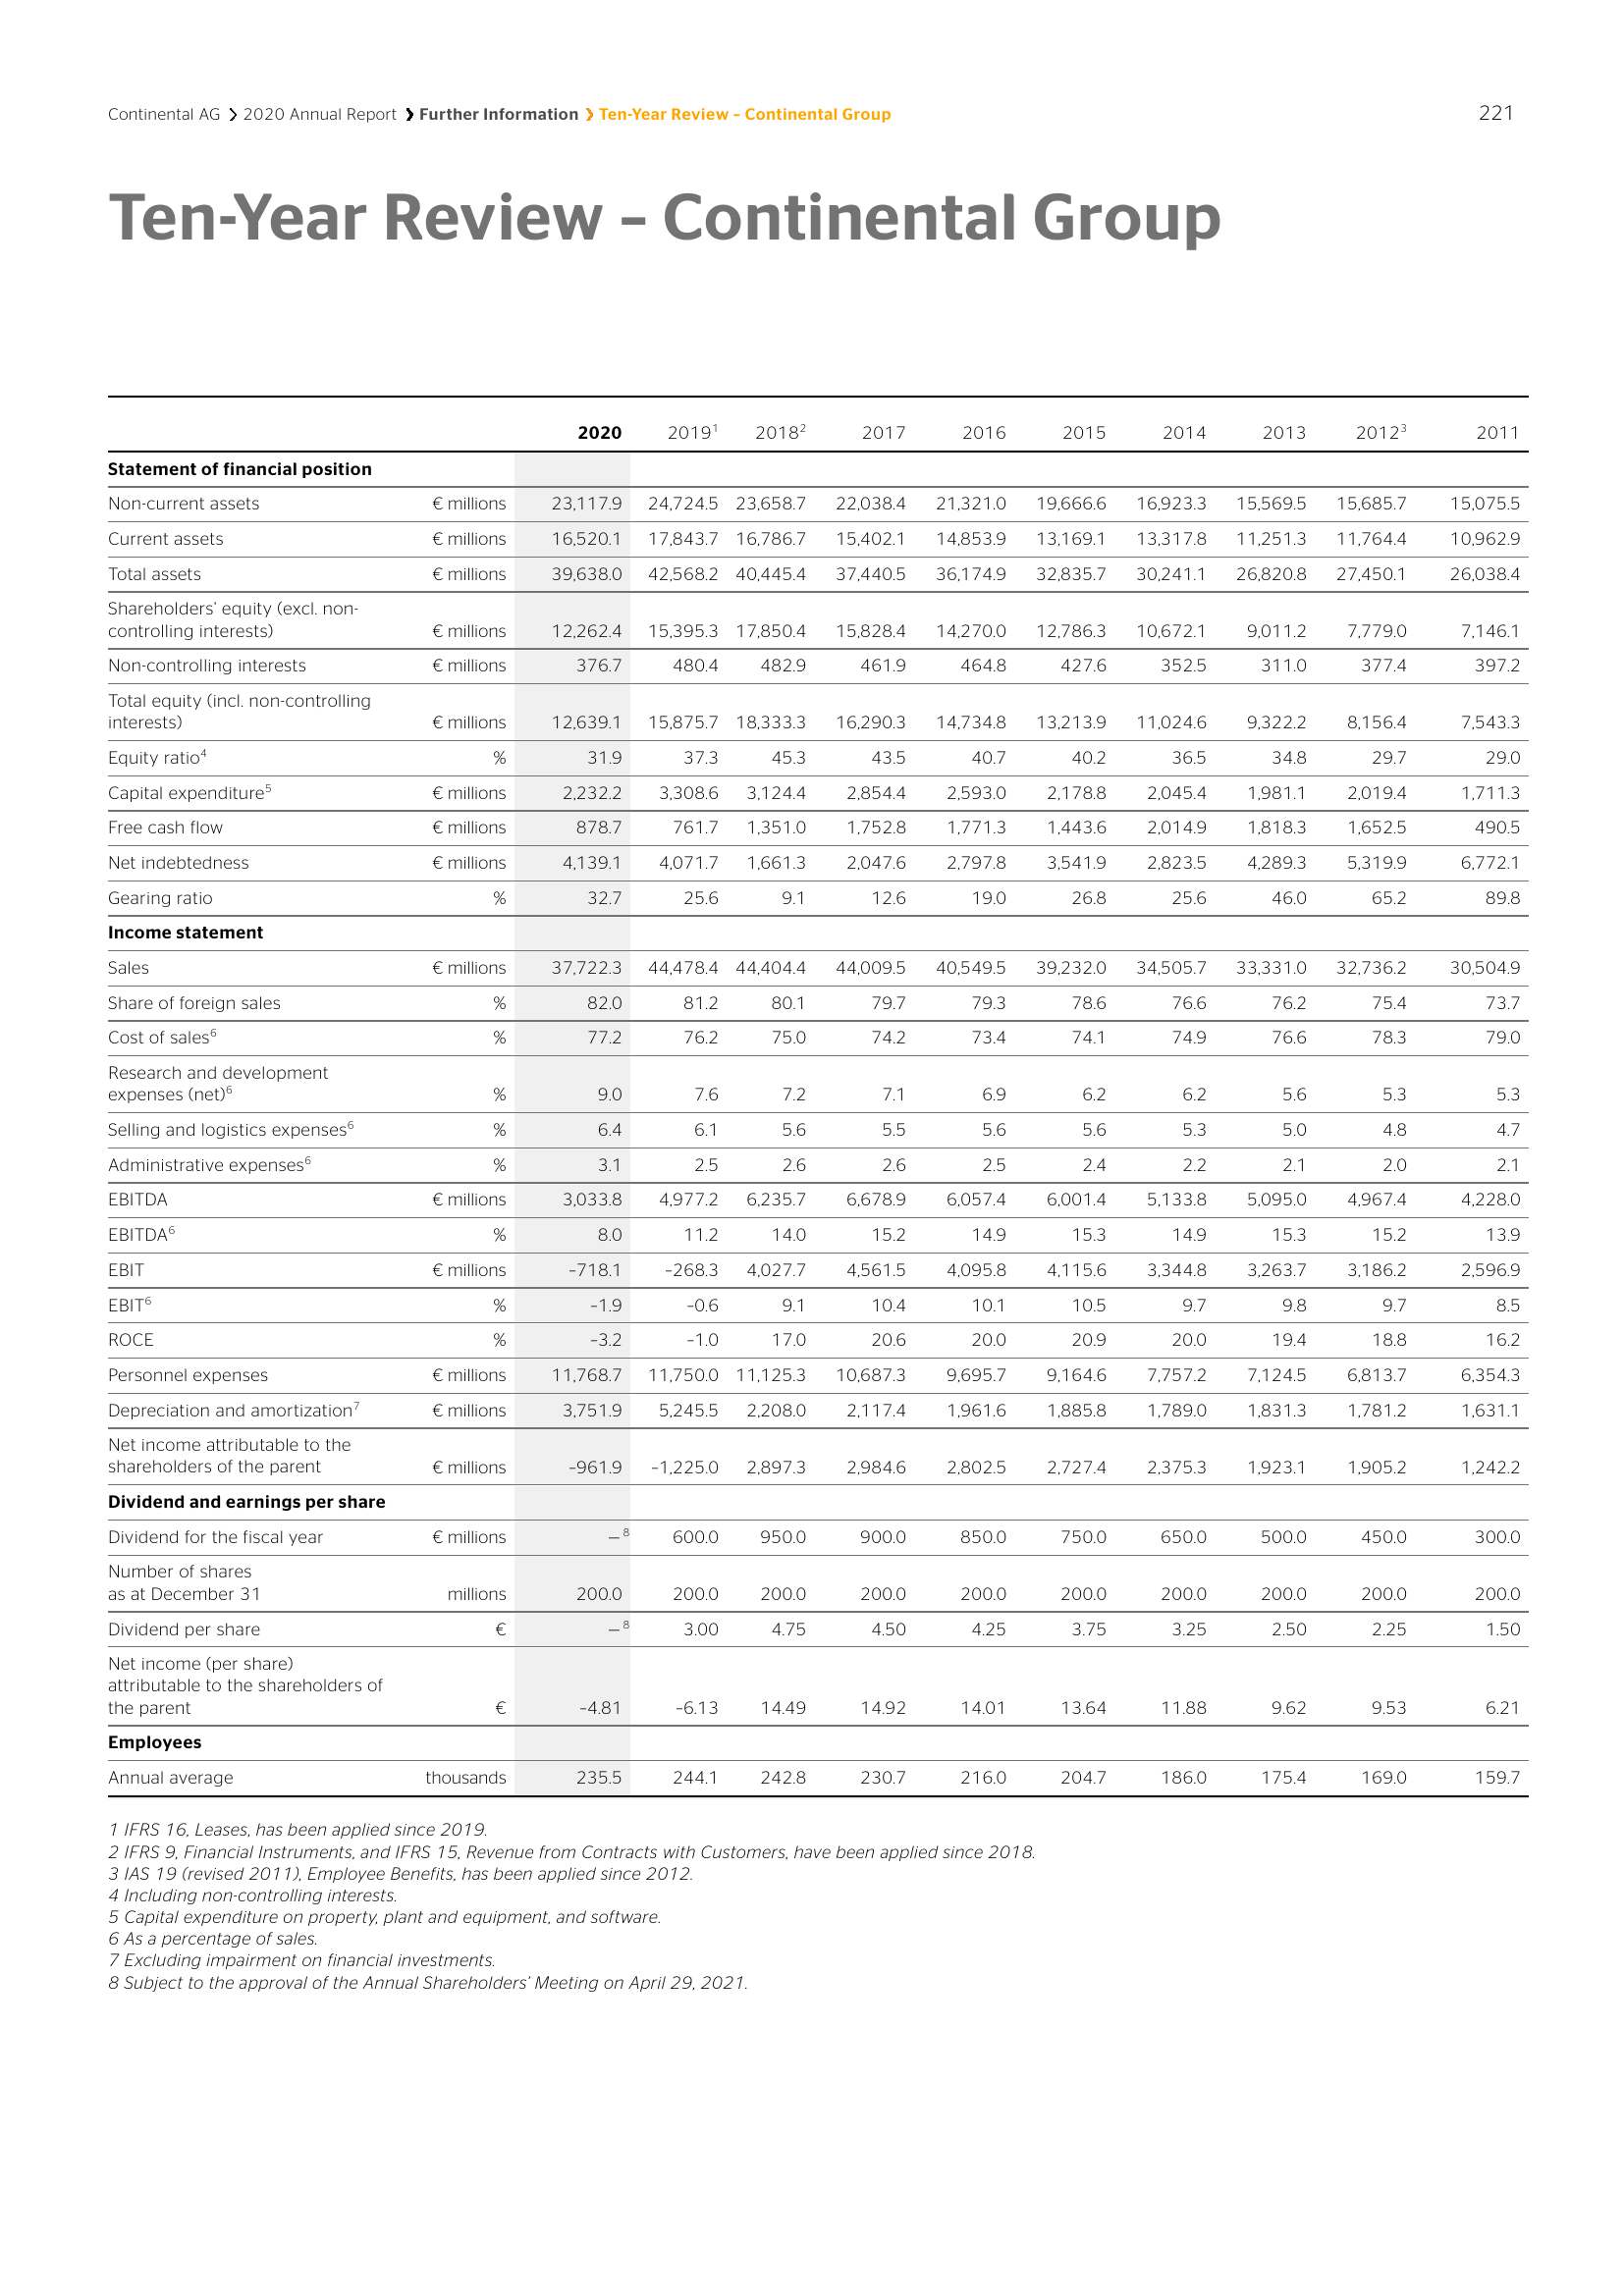 Continental AG ❯ 2020 Annual Report ❯ Further Information ❯ Ten-Year Review – Continental Group 221
Ten-Year Review – Continental Group
2020 2019¹ 2018² 2017 2016 2015 2014 2013 2012³ 2011
Statement of financial position
Non-current assets € millions 23,117.9 24,724.5 23,658.7 22,038.4 21,321.0 19,666.6 16,923.3 15,569.5 15,685.7 15,075.5
Current assets € millions 16,520.1 17,843.7 16,786.7 15,402.1 14,853.9 13,169.1 13,317.8 11,251.3 11,764.4 10,962.9
Total assets € millions 39,638.0 42,568.2 40,445.4 37,440.5 36,174.9 32,835.7 30,241.1 26,820.8 27,450.1 26,038.4
Shareholders’ equity (excl. non-
controlling interests) € millions 12,262.4 15,395.3 17,850.4 15,828.4 14,270.0 12,786.3 10,672.1 9,011.2 7,779.0 7,146.1
Non-controlling interests € millions 376.7 480.4 482.9 461.9 464.8 427.6 352.5 311.0 377.4 397.2
Total equity (incl. non-controlling
interests) € millions 12,639.1 15,875.7 18,333.3 16,290.3 14,734.8 13,213.9 11,024.6 9,322.2 8,156.4 7,543.3
Equity ratio⁴ % 31.9 37.3 45.3 43.5 40.7 40.2 36.5 34.8 29.7 29.0
Capital expenditure⁵ € millions 2,232.2 3,308.6 3,124.4 2,854.4 2,593.0 2,178.8 2,045.4 1,981.1 2,019.4 1,711.3
Free cash flow € millions 878.7 761.7 1,351.0 1,752.8 1,771.3 1,443.6 2,014.9 1,818.3 1,652.5 490.5
Net indebtedness € millions 4,139.1 4,071.7 1,661.3 2,047.6 2,797.8 3,541.9 2,823.5 4,289.3 5,319.9 6,772.1
Gearing ratio % 32.7 25.6 9.1 12.6 19.0 26.8 25.6 46.0 65.2 89.8
Income statement
Sales € millions 37,722.3 44,478.4 44,404.4 44,009.5 40,549.5 39,232.0 34,505.7 33,331.0 32,736.2 30,504.9
Share of foreign sales % 82.0 81.2 80.1 79.7 79.3 78.6 76.6 76.2 75.4 73.7
Cost of sales⁶ % 77.2 76.2 75.0 74.2 73.4 74.1 74.9 76.6 78.3 79.0
Research and development
expenses (net)⁶ % 9.0 7.6 7.2 7.1 6.9 6.2 6.2 5.6 5.3 5.3
Selling and logistics expenses⁶ % 6.4 6.1 5.6 5.5 5.6 5.6 5.3 5.0 4.8 4.7
Administrative expenses⁶ % 3.1 2.5 2.6 2.6 2.5 2.4 2.2 2.1 2.0 2.1
EBITDA € millions 3,033.8 4,977.2 6,235.7 6,678.9 6,057.4 6,001.4 5,133.8 5,095.0 4,967.4 4,228.0
EBITDA⁶ % 8.0 11.2 14.0 15.2 14.9 15.3 14.9 15.3 15.2 13.9
EBIT € millions –718.1 –268.3 4,027.7 4,561.5 4,095.8 4,115.6 3,344.8 3,263.7 3,186.2 2,596.9
EBIT⁶ % –1.9 –0.6 9.1 10.4 10.1 10.5 9.7 9.8 9.7 8.5
ROCE % –3.2 –1.0 17.0 20.6 20.0 20.9 20.0 19.4 18.8 16.2
Personnel expenses € millions 11,768.7 11,750.0 11,125.3 10,687.3 9,695.7 9,164.6 7,757.2 7,124.5 6,813.7 6,354.3
Depreciation and amortization⁷ € millions 3,751.9 5,245.5 2,208.0 2,117.4 1,961.6 1,885.8 1,789.0 1,831.3 1,781.2 1,631.1
Net income attributable to the
shareholders of the parent € millions –961.9 –1,225.0 2,897.3 2,984.6 2,802.5 2,727.4 2,375.3 1,923.1 1,905.2 1,242.2
Dividend and earnings per share
Dividend for the fiscal year € millions —⁸ 600.0 950.0 900.0 850.0 750.0 650.0 500.0 450.0 300.0
Number of shares
as at December 31 millions 200.0 200.0 200.0 200.0 200.0 200.0 200.0 200.0 200.0 200.0
Dividend per share € —⁸ 3.00 4.75 4.50 4.25 3.75 3.25 2.50 2.25 1.50
Net income (per share)
attributable to the shareholders of
the parent € –4.81 –6.13 14.49 14.92 14.01 13.64 11.88 9.62 9.53 6.21
Employees
Annual average thousands 235.5 244.1 242.8 230.7 216.0 204.7 186.0 175.4 169.0 159.7
1 IFRS 16, Leases, has been applied since 2019.
2 IFRS 9, Financial Instruments, and IFRS 15, Revenue from Contracts with Customers, have been applied since 2018.
3 IAS 19 (revised 2011), Employee Benefits, has been applied since 2012.
4 Including non-controlling interests.
5 Capital expenditure on property, plant and equipment, and software.
6 As a percentage of sales.
7 Excluding impairment on financial investments.
8 Subject to the approval of the Annual Shareholders’ Meeting on April 29, 2021.